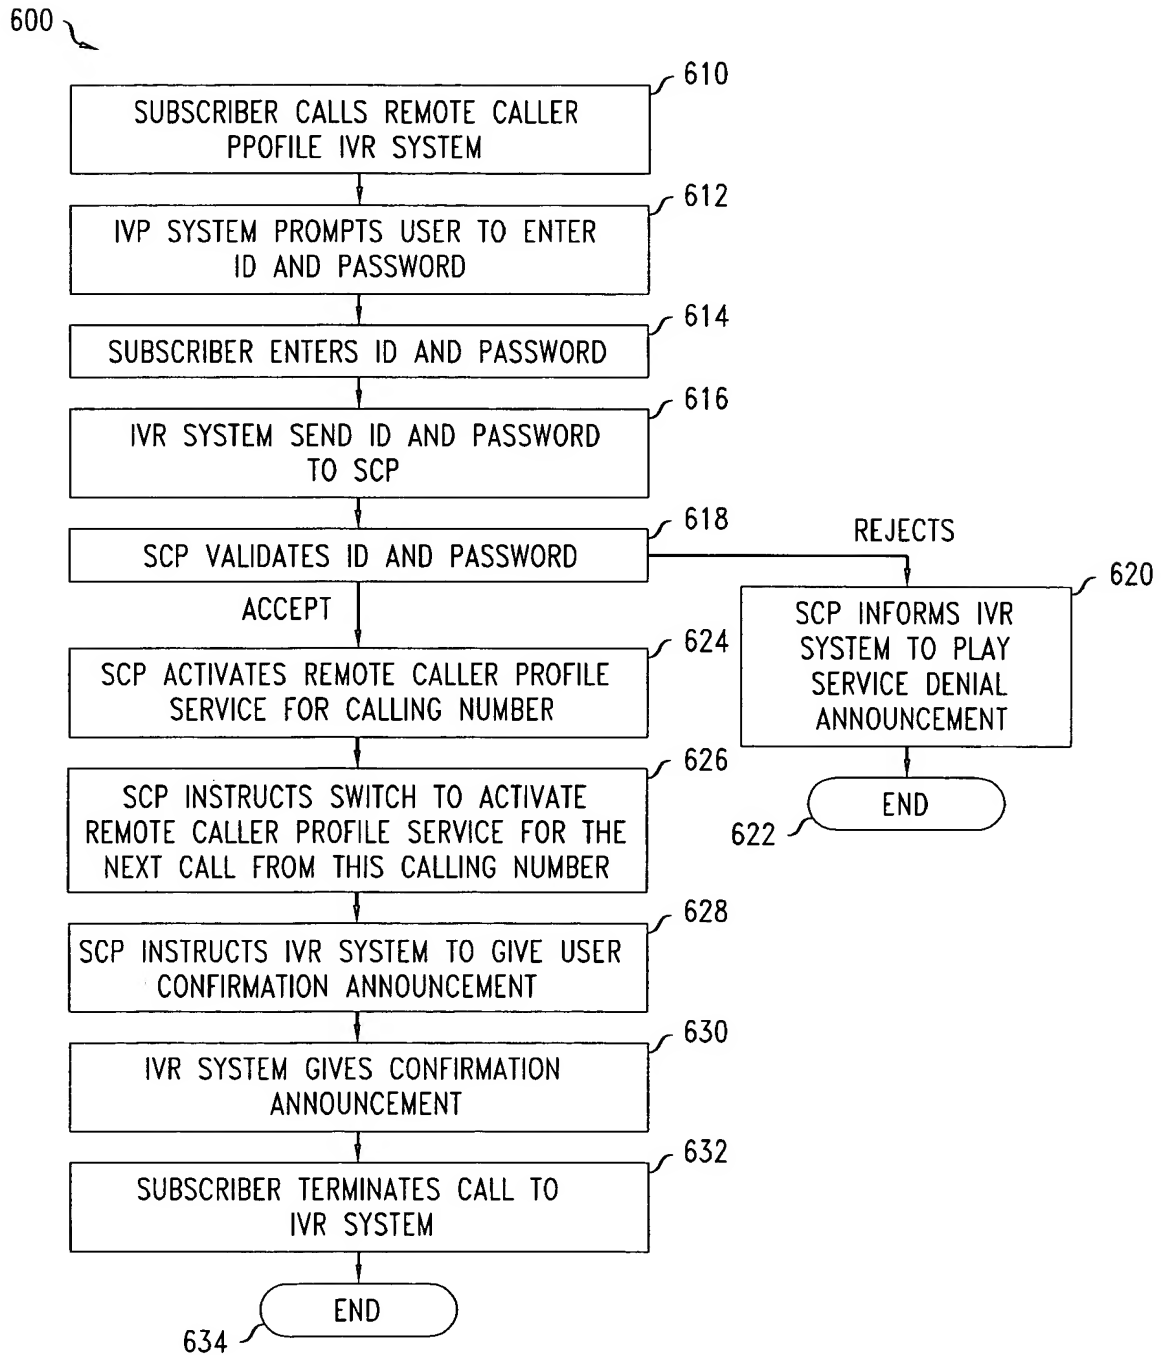 600
610
SUBSCRIBER CALLS REMOTE CALLER
PPOFILE IVR SYSTEM
612
IVP SYSTEM PROMPTS USER TO ENTER
ID AND PASSWORD
614
SUBSCRIBER ENTERS ID AND PASSWORD
616
IVR SYSTEM SEND ID AND PASSWORD
TO SCP
618
SCP VALIDATES ID AND PASSWORD
REJECTS
620
SCP INFORMS IVR
SYSTEM TO PLAY
SERVICE DENIAL
ANNOUNCEMENT
END
622
ACCEPT
624
SCP ACTIVATES REMOTE CALLER PROFILE
SERVICE FOR CALLING NUMBER
626
SCP INSTRUCTS SWITCH TO ACTIVATE
REMOTE CALLER PROFILE SERVICE FOR THE
NEXT CALL FROM THIS CALLING NUMBER
628
SCP INSTRUCTS IVR SYSTEM TO GIVE USER
CONFIRMATION ANNOUNCEMENT
630
IVR SYSTEM GIVES CONFIRMATION
ANNOUNCEMENT
632
SUBSCRIBER TERMINATES CALL TO
IVR SYSTEM
END
634